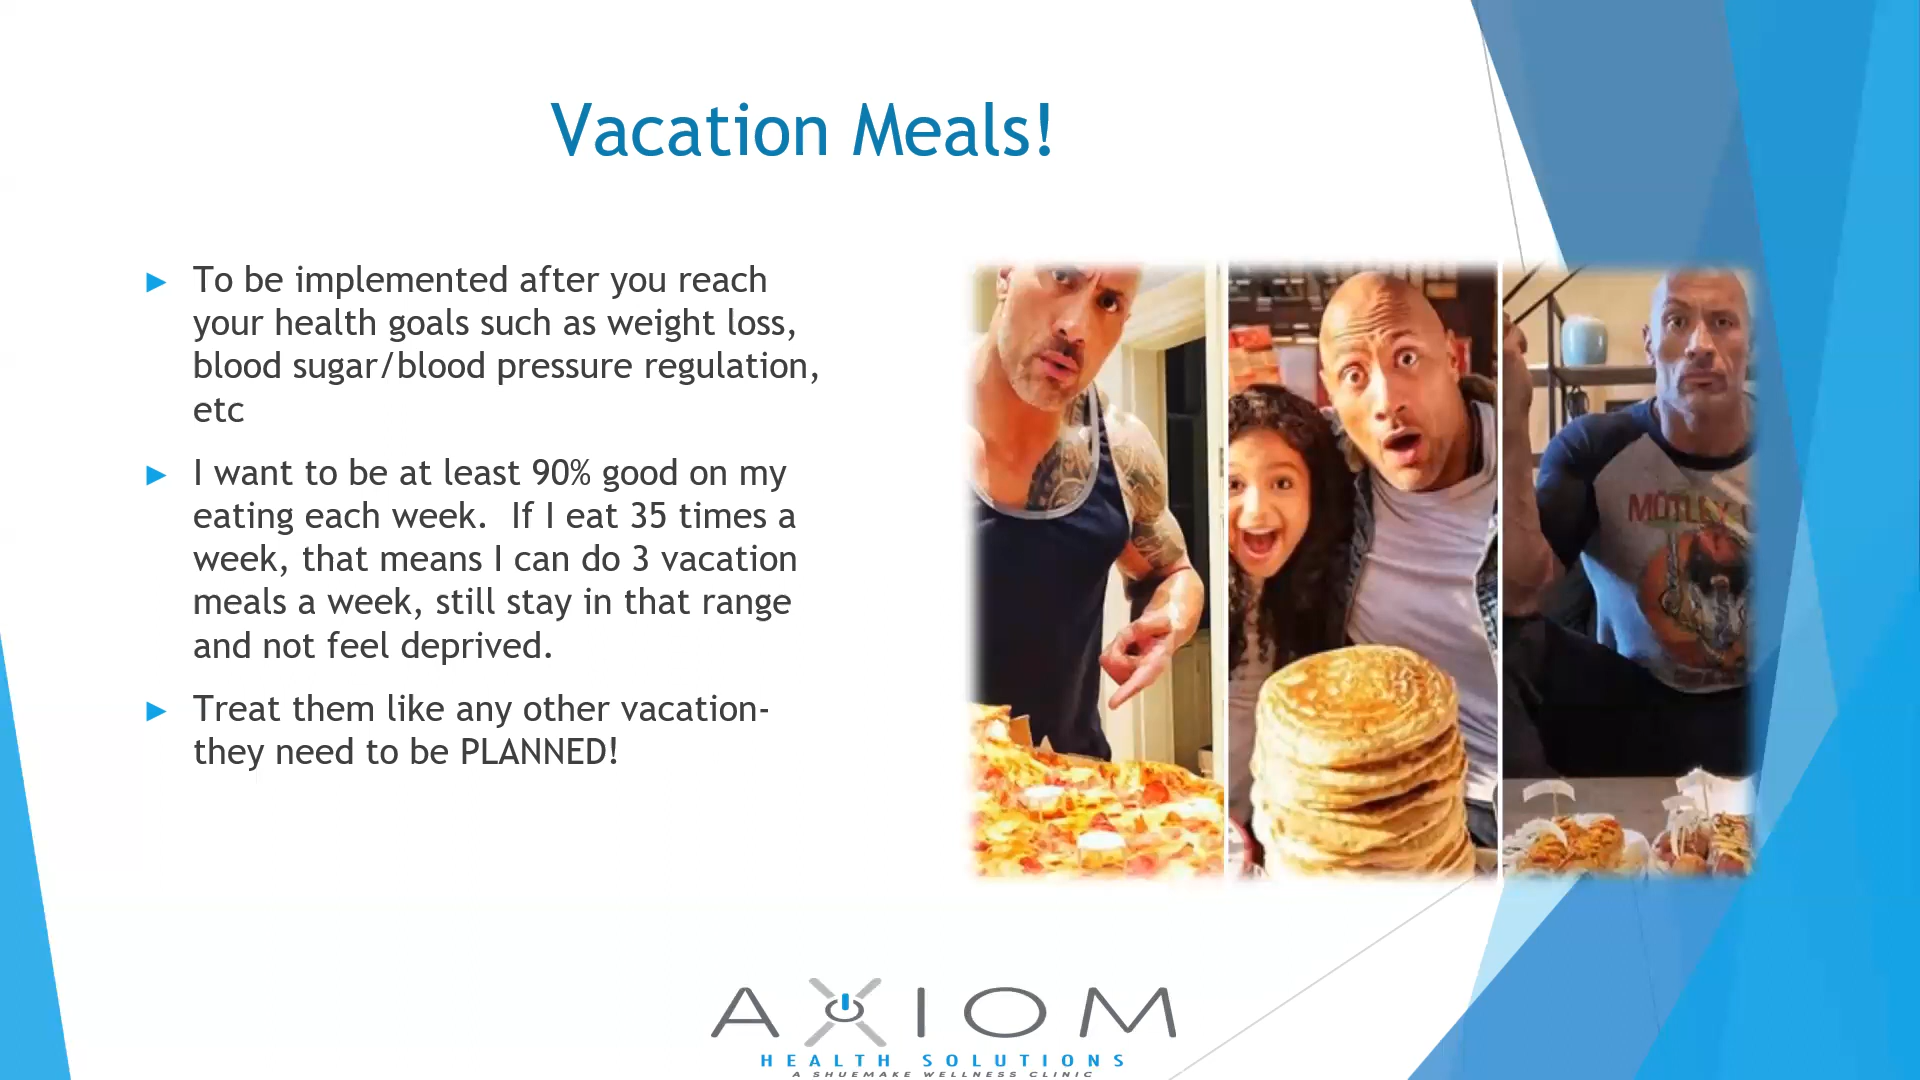 Vacation Meals!
► To be implemented after you reach
your health goals such as weight loss,
blood sugar/blood pressure regulation,
etc
► I want to be at least 90% good on my
eating each week.  If I eat 35 times a
week, that means I can do 3 vacation
meals a week, still stay in that range
and not feel deprived.
► Treat them like any other vacation-
they need to be PLANNED!
MÖTLEY
AXIOM
HEALTH SOLUTIONS
A SHUEMAKE WELLNESS CLINIC